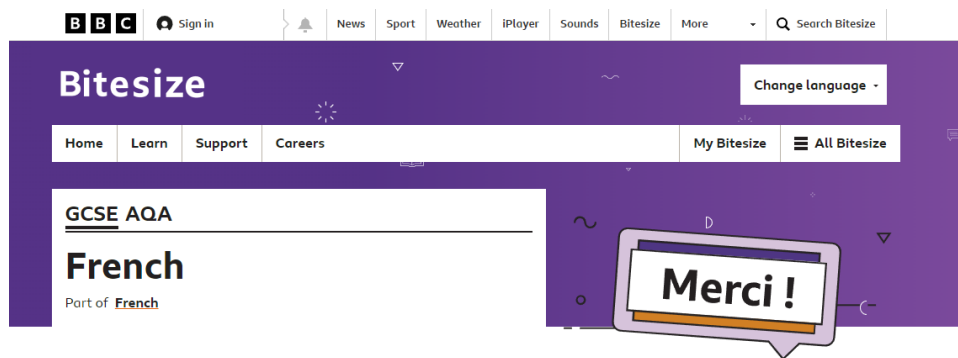 BBC Sign in News Sport Weather iPlayer Sounds Bitesize More Search Bitesize
Bitesize
Change language
Home Learn Support Careers My Bitesize All Bitesize
GCSE AQA
French
Part of French
Merci !